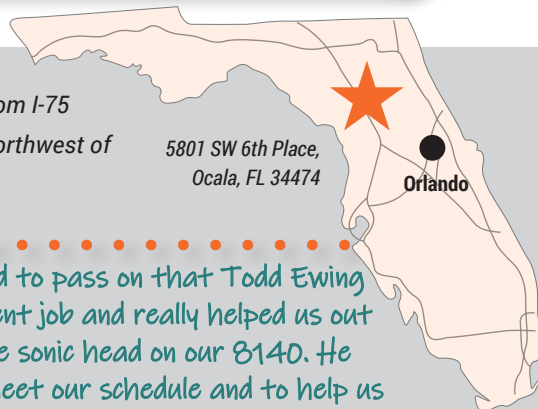 om I-75
orthwest of
5801 SW 6th Place,
Ocala, FL 34474
Orlando
d to pass on that Todd Ewing
ent job and really helped us out
e sonic head on our 8140. He
eet our schedule and to help us